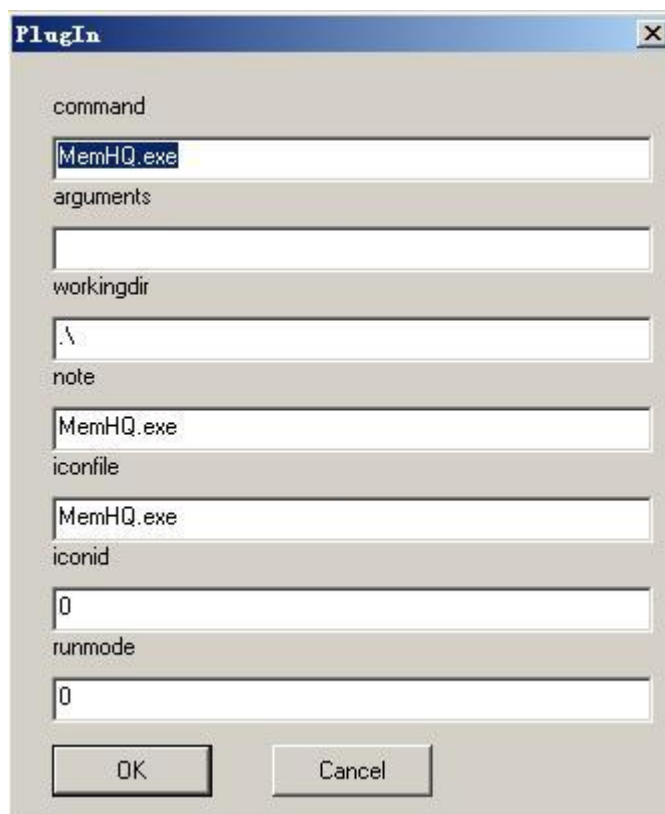 PlugIn
command
MemHQ.exe
arguments
workingdir
.\
note
MemHQ.exe
iconfile
MemHQ.exe
iconid
0
runmode
0
OK
Cancel